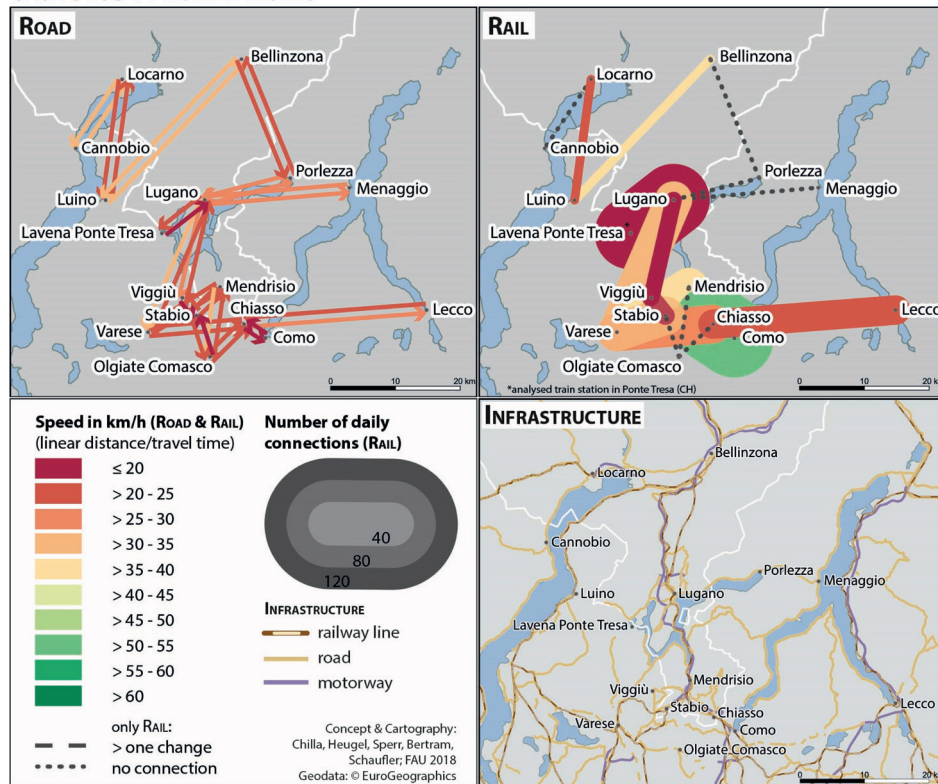 ROAD
Bellinzona
Locarno
Cannobio
Porlezza
Menaggio
Luino
Lugano
Lavena Ponte Tresa
Viggiù
Mendrisio
Stabio
Chiasso
Lecco
Varese
Como
Olgiate Comasco
0 10 20 km
RAIL
Bellinzona
Locarno
Cannobio
Porlezza
Menaggio
Luino
Lugano
Lavena Ponte Tresa
Viggiù
Mendrisio
Stabio
Chiasso
Lecco
Varese
Como
Olgiate Comasco
*analysed train station in Ponte Tresa (CH)
0 10 20 km
Speed in km/h (ROAD & RAIL)
(linear distance/travel time)
≤ 20
> 20 - 25
> 25 - 30
> 30 - 35
> 35 - 40
> 40 - 45
> 45 - 50
> 50 - 55
> 55 - 60
> 60
only RAIL:
> one change
no connection
Number of daily
connections (RAIL)
40
80
120
INFRASTRUCTURE
railway line
road
motorway
Concept & Cartography:
Chilla, Heugel, Sperr, Bertram,
Schaufler; FAU 2018
Geodata: © EuroGeographics
INFRASTRUCTURE
Bellinzona
Locarno
Cannobio
Porlezza
Menaggio
Luino
Lugano
Lavena Ponte Tresa
Mendrisio
Viggiù
Stabio
Chiasso
Lecco
Varese
Como
Olgiate Comasco
0 10 20 km